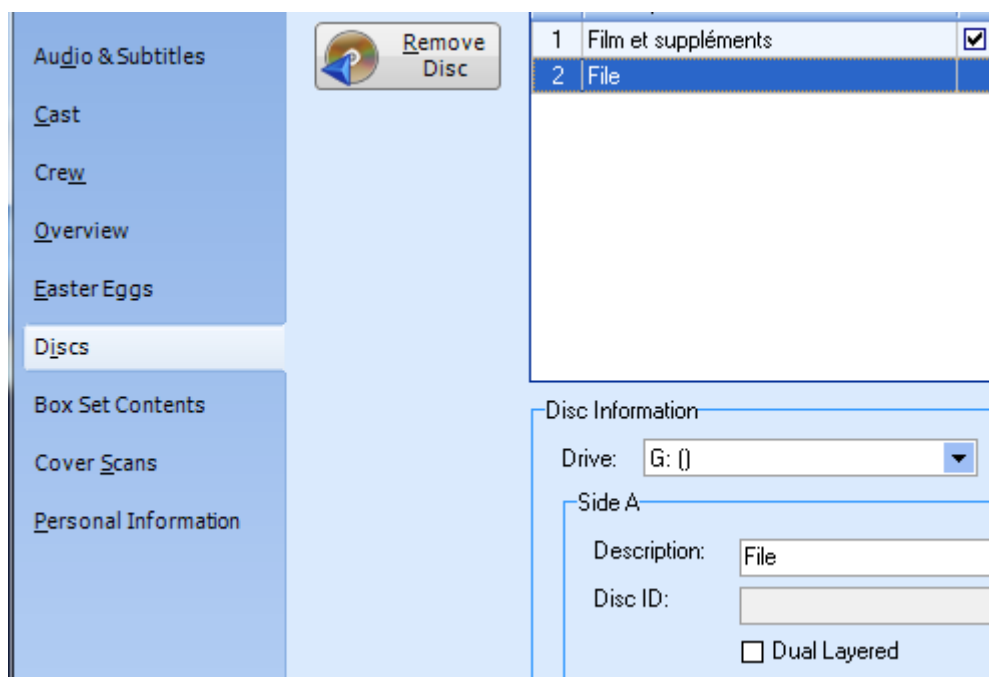 Audio & Subtitles
Cast
Crew
Overview
Easter Eggs
Discs
Box Set Contents
Cover Scans
Personal Information
Remove
Disc
1 Film et suppléments
2 File
Disc Information
Drive: G: ()
Side A
Description: File
Disc ID:
Dual Layered